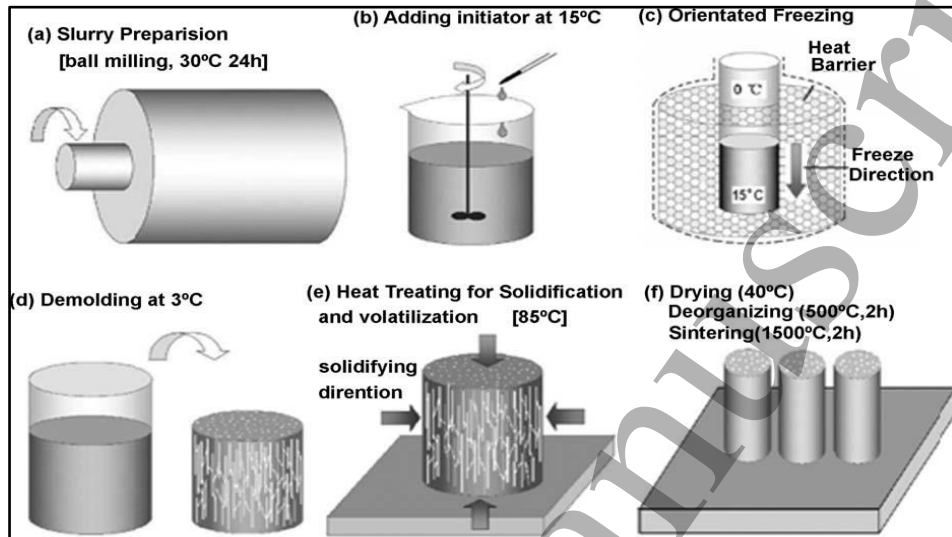 (a) Slurry Preparision
[ball milling, 30ºC 24h]
(b) Adding initiator at 15ºC
(c) Orientated Freezing
Heat
Barrier
0 ℃
Freeze
Direction
15°C
(d) Demolding at 3ºC
(e) Heat Treating for Solidification
and volatilization [85ºC]
solidifying
dirention
(f) Drying (40ºC)
Deorganizing (500ºC,2h)
Sintering(1500ºC,2h)